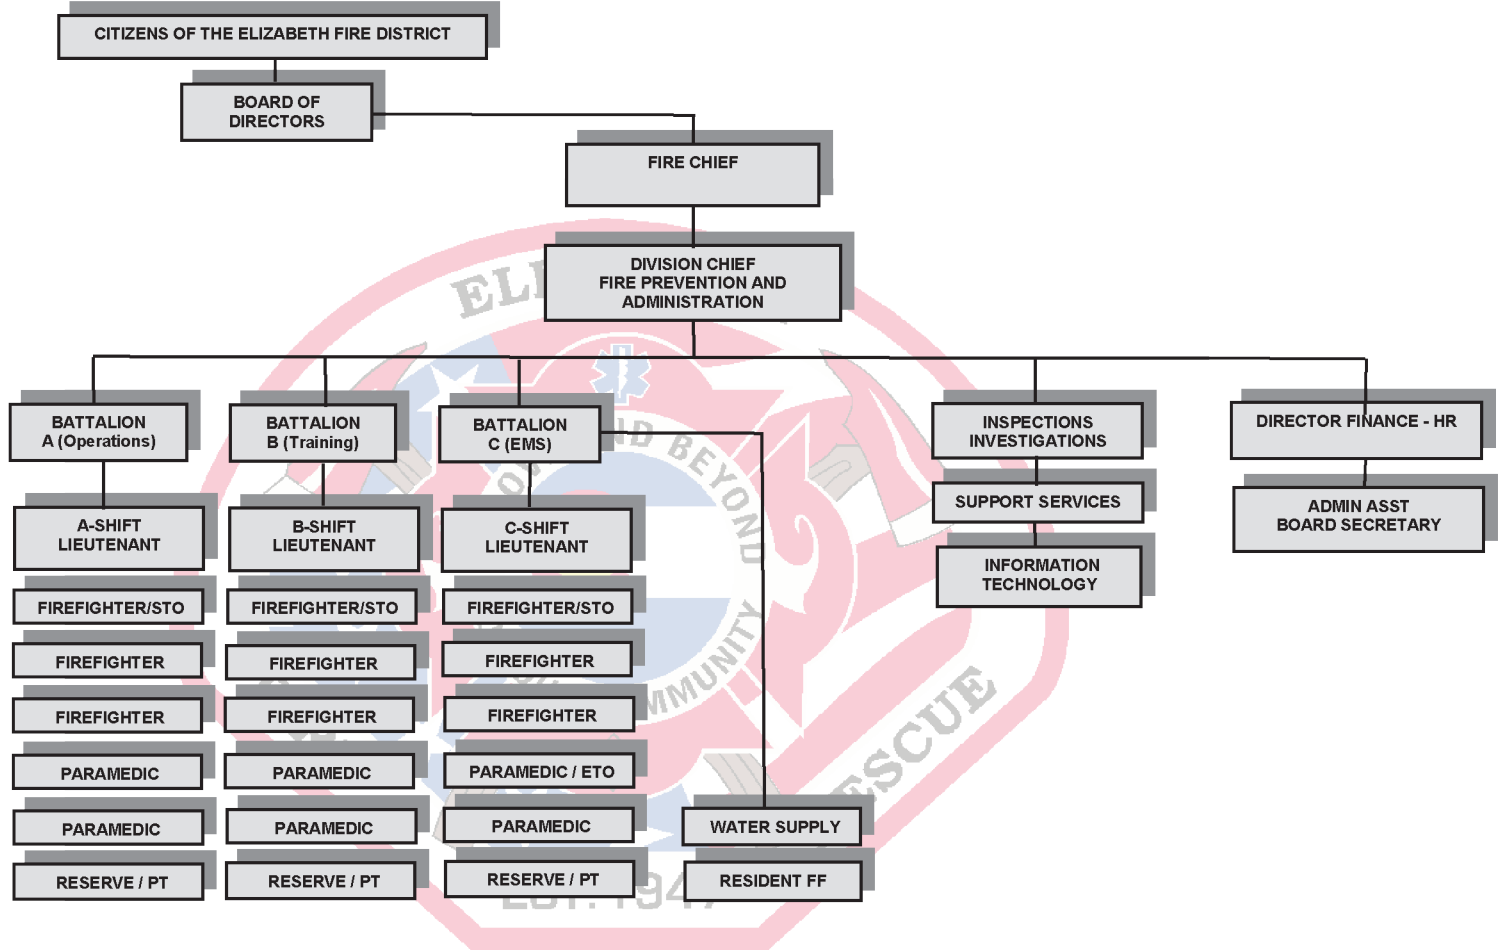 CITIZENS OF THE ELIZABETH FIRE DISTRICT
BOARD OF
DIRECTORS
FIRE CHIEF
DIVISION CHIEF
FIRE PREVENTION AND
ADMINISTRATION
BATTALION
A (Operations)
BATTALION
B (Training)
BATTALION
C (EMS)
INSPECTIONS
INVESTIGATIONS
DIRECTOR FINANCE - HR
SUPPORT SERVICES
ADMIN ASST
BOARD SECRETARY
INFORMATION
TECHNOLOGY
A-SHIFT
LIEUTENANT
B-SHIFT
LIEUTENANT
C-SHIFT
LIEUTENANT
FIREFIGHTER/STO
FIREFIGHTER/STO
FIREFIGHTER/STO
FIREFIGHTER
FIREFIGHTER
FIREFIGHTER
FIREFIGHTER
FIREFIGHTER
FIREFIGHTER
PARAMEDIC
PARAMEDIC
PARAMEDIC / ETO
PARAMEDIC
PARAMEDIC
PARAMEDIC
WATER SUPPLY
RESERVE / PT
RESERVE / PT
RESERVE / PT
RESIDENT FF
BEYOND
EST. 1947